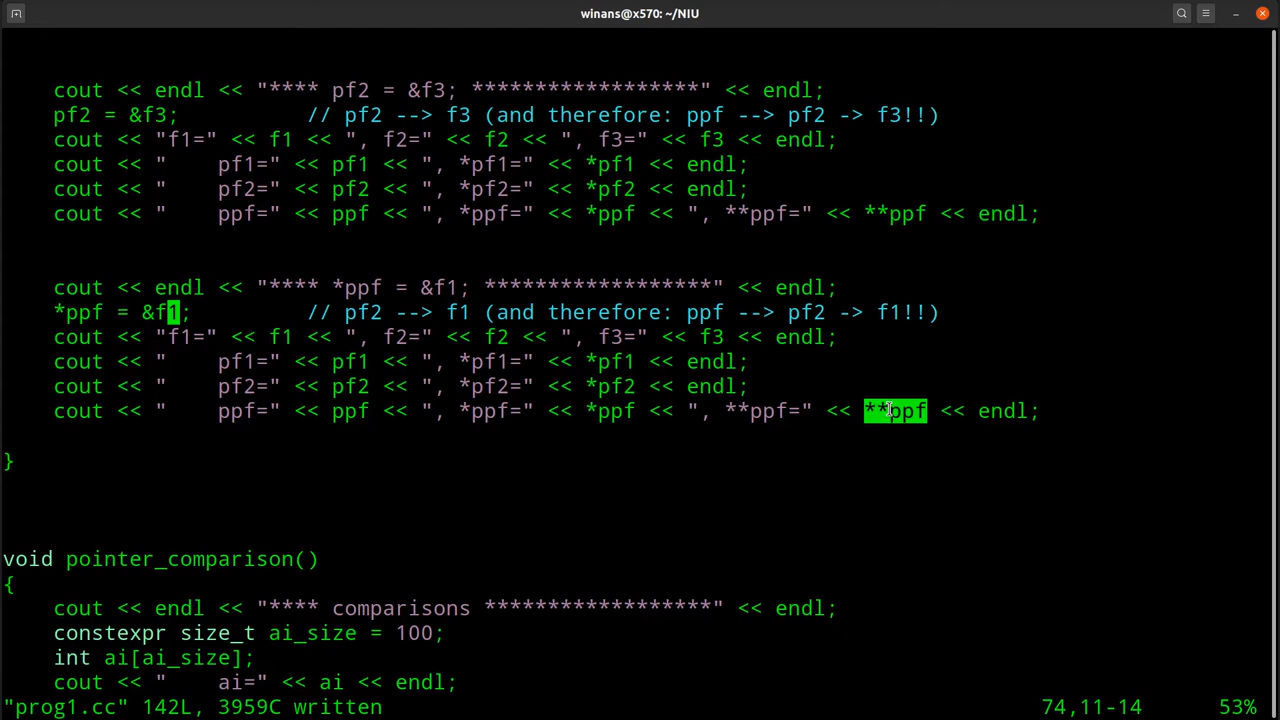 winans@x570: ~/NIU
cout << endl << "**** pf2 = &f3; ******************" << endl;
pf2 = &f3;          // pf2 --> f3 (and therefore: ppf --> pf2 -> f3!!)
cout << "f1=" << f1 << ", f2=" << f2 << ", f3=" << f3 << endl;
cout << "    pf1=" << pf1 << ", *pf1=" << *pf1 << endl;
cout << "    pf2=" << pf2 << ", *pf2=" << *pf2 << endl;
cout << "    ppf=" << ppf << ", *ppf=" << *ppf << ", **ppf=" << **ppf << endl;
cout << endl << "**** *ppf = &f1; ******************" << endl;
*ppf = &f1;         // pf2 --> f1 (and therefore: ppf --> pf2 -> f1!!)
cout << "f1=" << f1 << ", f2=" << f2 << ", f3=" << f3 << endl;
cout << "    pf1=" << pf1 << ", *pf1=" << *pf1 << endl;
cout << "    pf2=" << pf2 << ", *pf2=" << *pf2 << endl;
cout << "    ppf=" << ppf << ", *ppf=" << *ppf << ", **ppf=" << **ppf << endl;
}
void pointer_comparison()
{
cout << endl << "**** comparisons ******************" << endl;
constexpr size_t ai_size = 100;
int ai[ai_size];
cout << "    ai=" << ai << endl;
"prog1.cc" 142L, 3959C written 74,11-14 53%